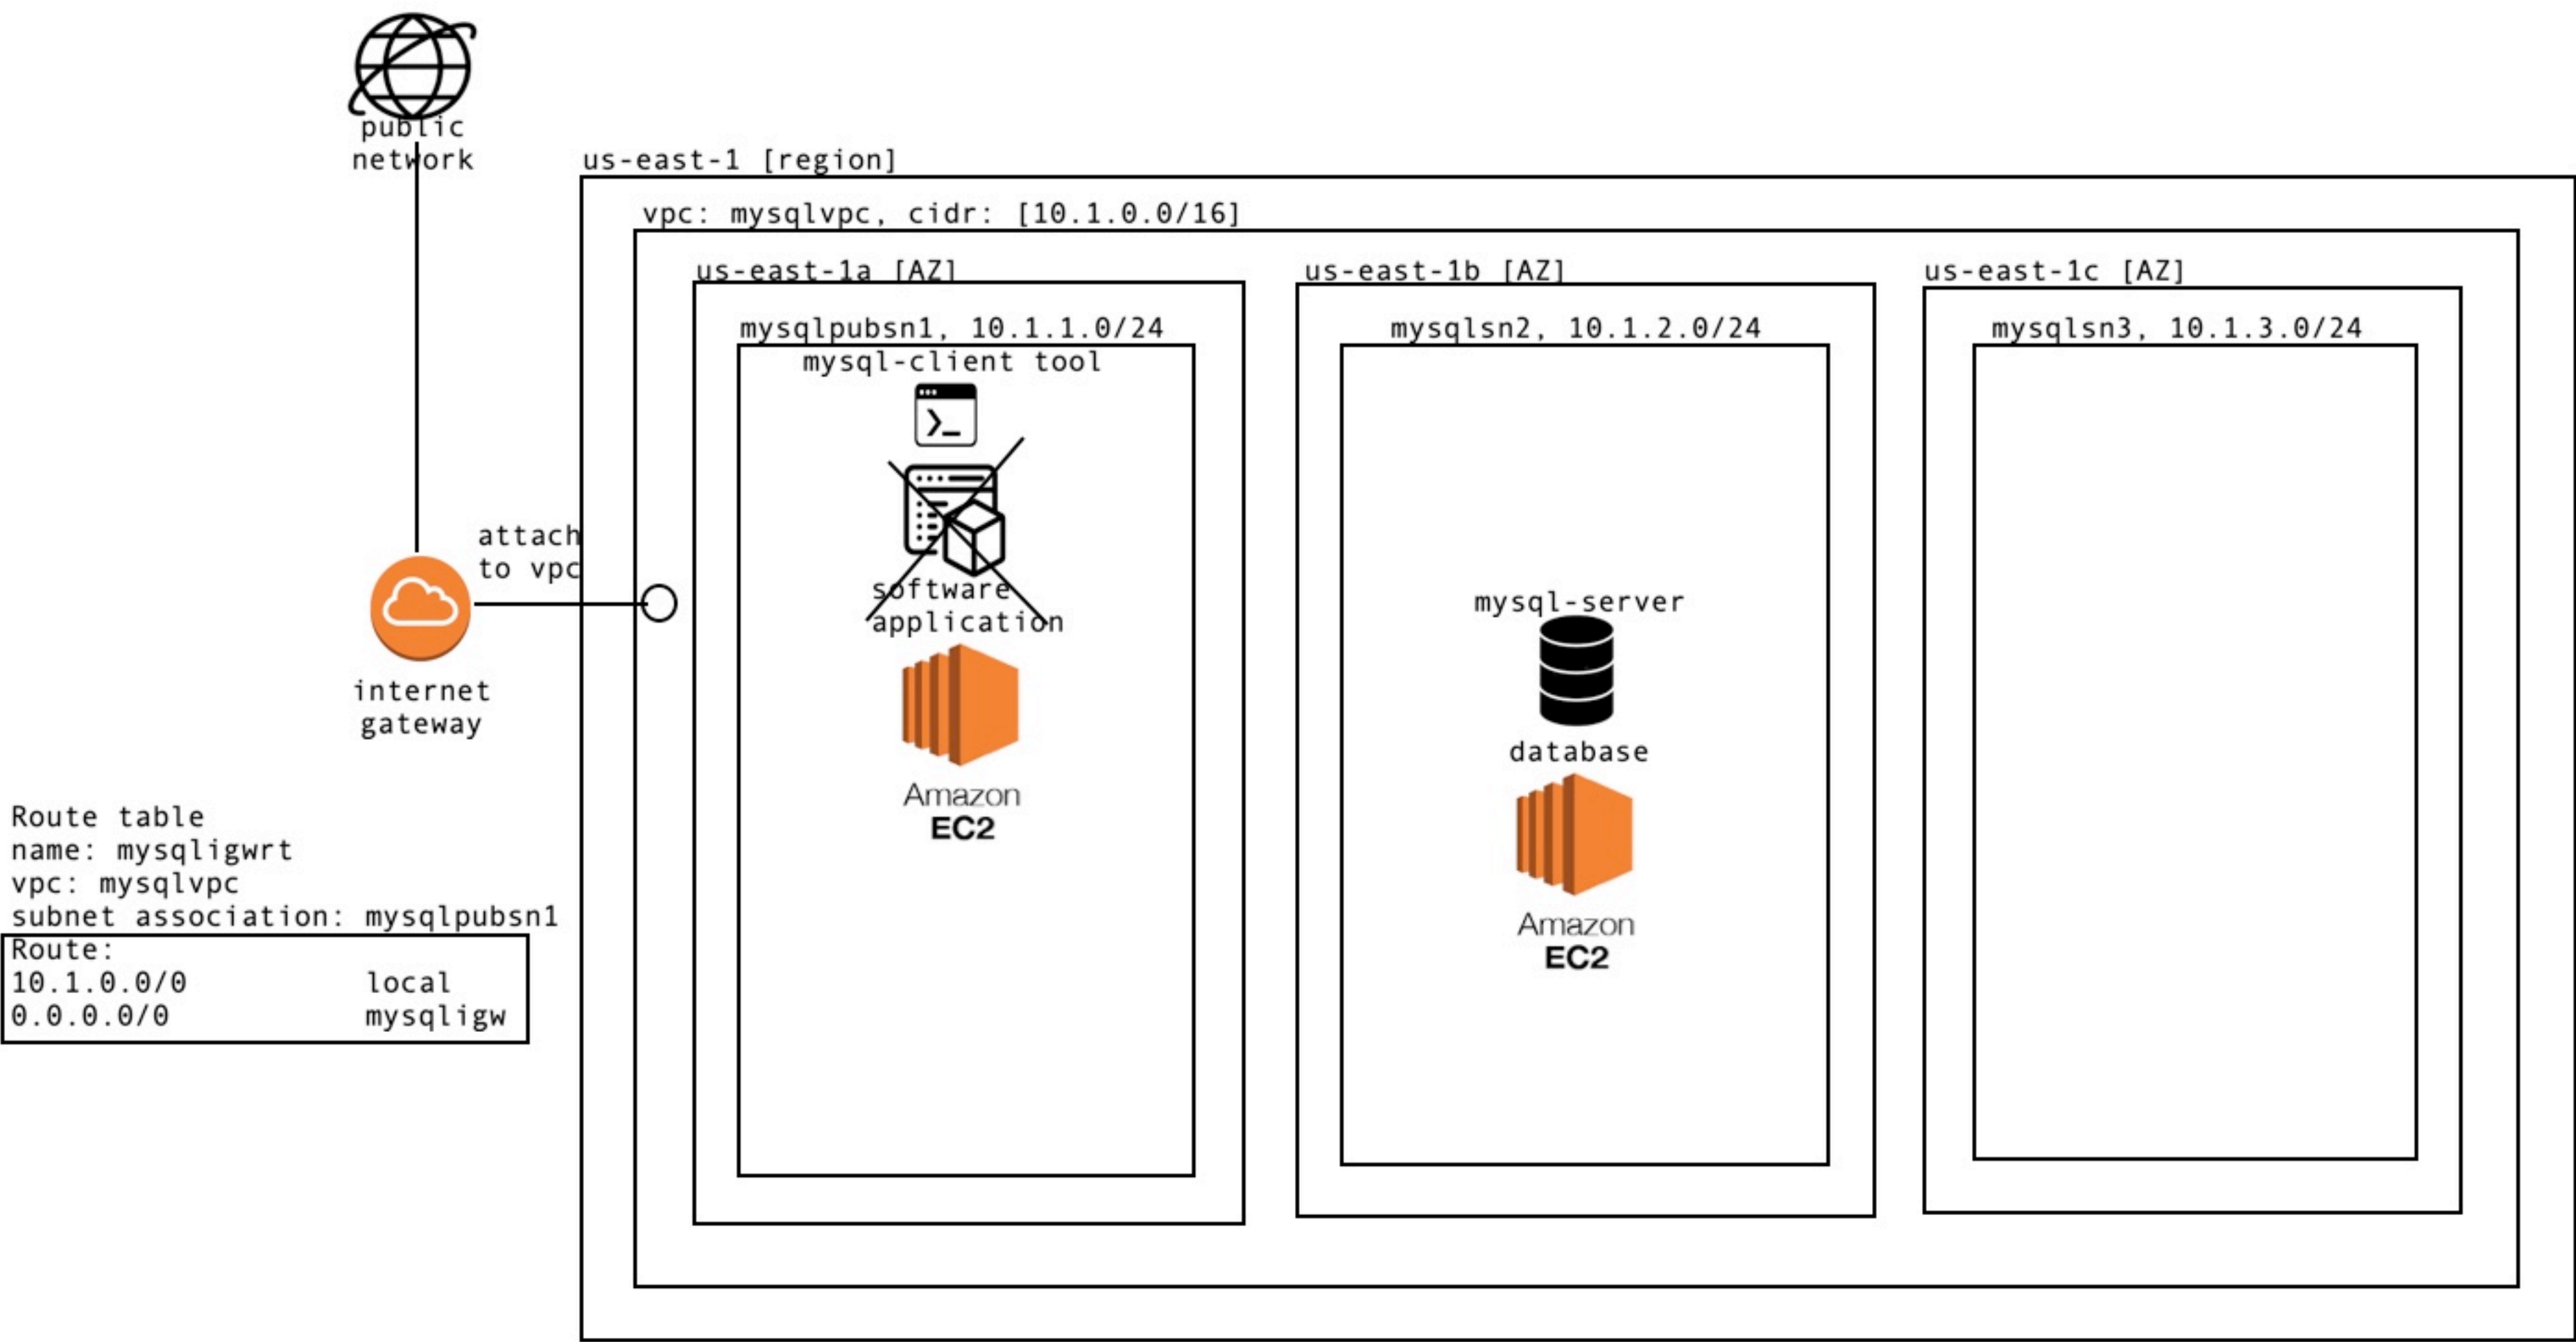 public
network
us-east-1 [region]
vpc: mysqlvpc, cidr: [10.1.0.0/16]
us-east-1a [AZ]
us-east-1b [AZ]
us-east-1c [AZ]
mysqlpubsn1, 10.1.1.0/24
mysqlsn2, 10.1.2.0/24
mysqlsn3, 10.1.3.0/24
mysql-client tool
attach
to vpc
software
application
mysql-server
internet
gateway
database
Amazon
EC2
Amazon
EC2
Route table
name: mysqligwrt
vpc: mysqlvpc
subnet association: mysqlpubsn1
Route:
10.1.0.0/0 local
0.0.0.0/0 mysqligw